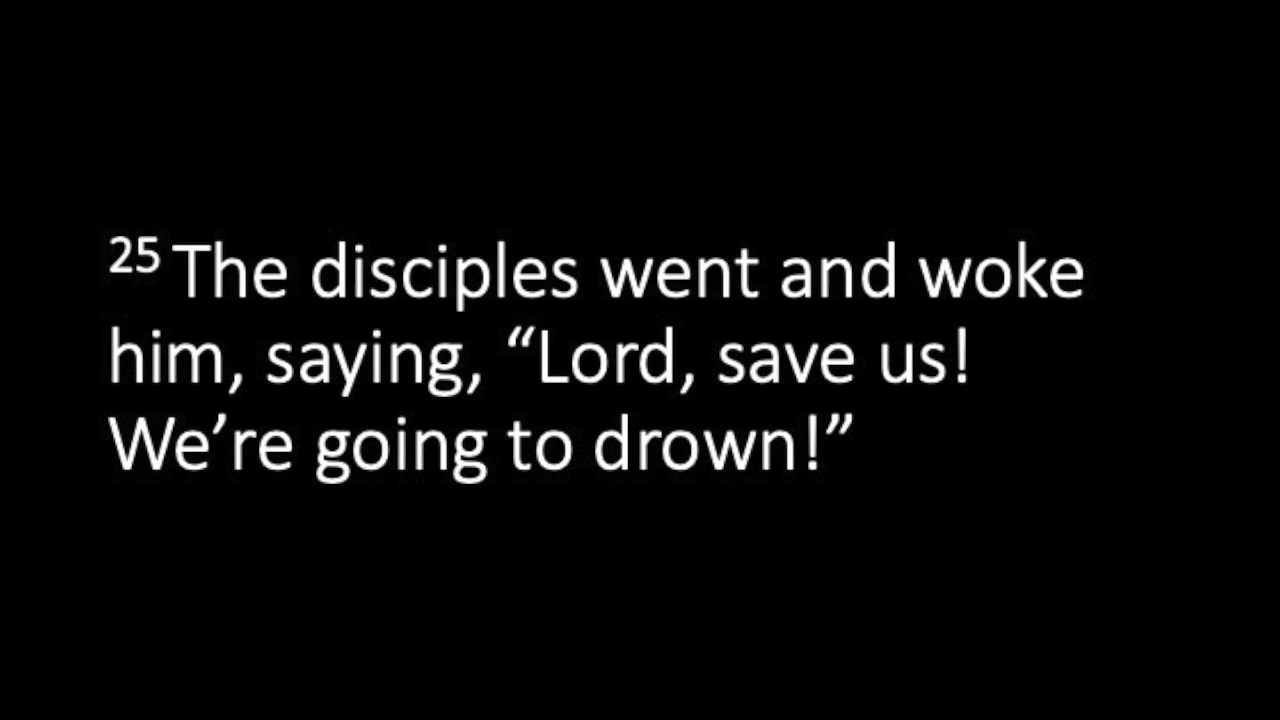 ²⁵ The disciples went and woke
him, saying, “Lord, save us!
We’re going to drown!”